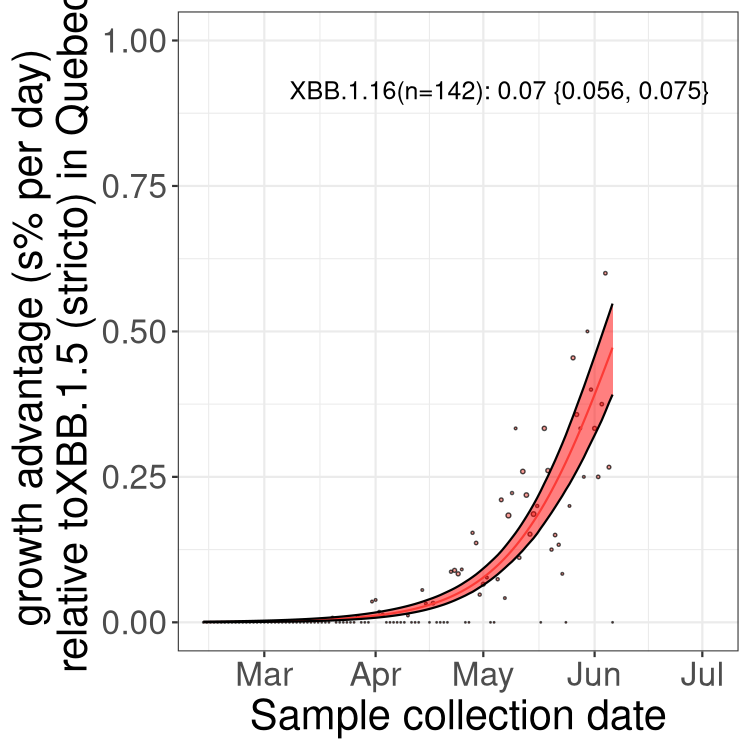 1.00
XBB.1.16(n=142): 0.07 {0.056, 0.075}
0.75
0.50
0.25
0.00
growth advantage (s% per day)
relative toXBB.1.5 (stricto) in Quebec
Mar Apr May Jun Jul
Sample collection date